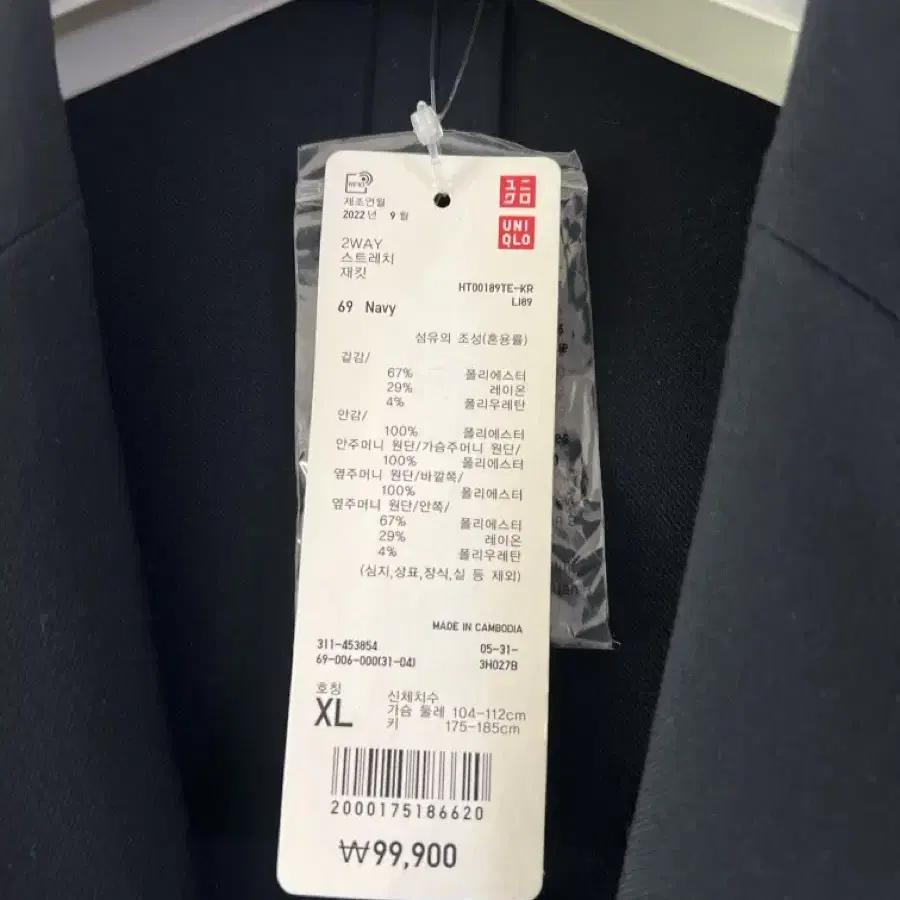 RFID
제조연월
2022년 9월
ユニ
クロ
UNI
QLO
2WAY
스트레치
재킷
HT00189TE-KR
LI89
69 Navy
섬유의 조성(혼용률)
겉감/
67% 폴리에스터
29% 레이온
4% 폴리우레탄
안감/
100% 폴리에스터
안주머니 원단/가슴주머니 원단/
100% 폴리에스터
옆주머니 원단/바깥쪽/
100% 폴리에스터
옆주머니 원단/안쪽/
67% 폴리에스터
29% 레이온
4% 폴리우레탄
(심지,상표,장식,실 등 제외)
MADE IN CAMBODIA
311-453854 05-31-
69-006-000(31-04) 3H027B
호칭 신체치수
XL 가슴 둘레 104-112cm
키 175-185cm
2000175186620
₩99,900